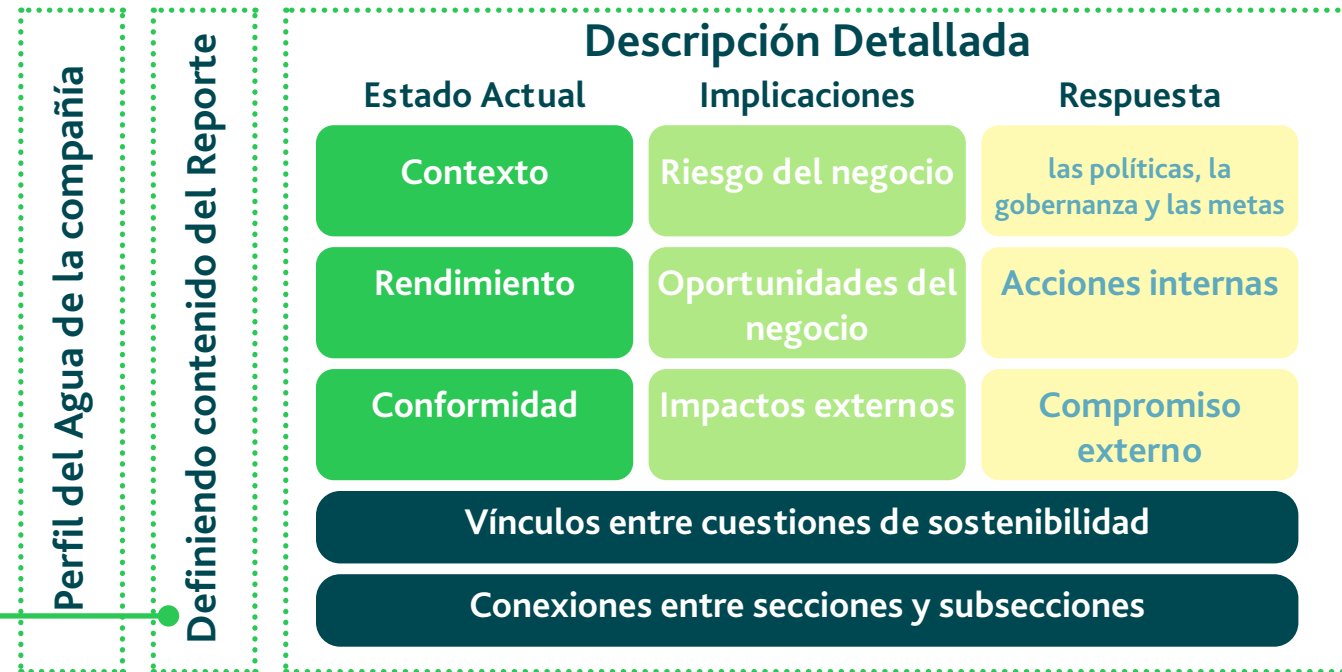 Perfil del Agua de la compañía
Definiendo contenido del Reporte
Descripción Detallada
Estado Actual
Implicaciones
Respuesta
Contexto
Riesgo del negocio
las políticas, la
gobernanza y las metas
Rendimiento
Oportunidades del
negocio
Acciones internas
Conformidad
Impactos externos
Compromiso
externo
Vínculos entre cuestiones de sostenibilidad
Conexiones entre secciones y subsecciones